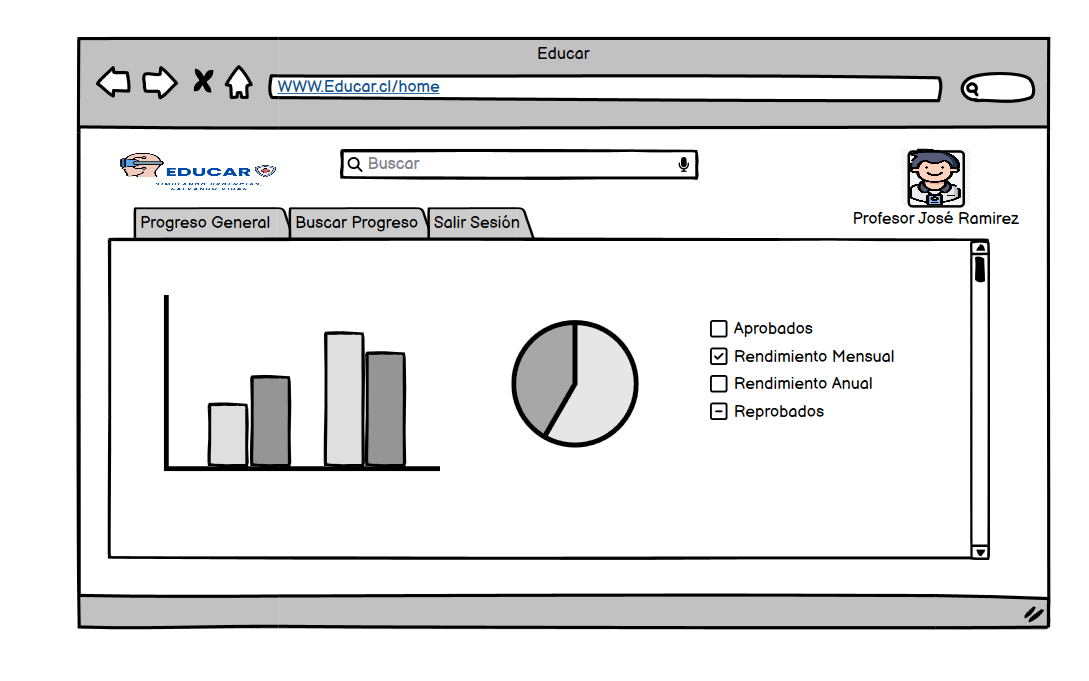 Educar
WWW.Educar.cl/home
EDUCAR
Buscar
Profesor José Ramirez
Progreso General
Buscar Progreso
Salir Sesión
Aprobados
Rendimiento Mensual
Rendimiento Anual
Reprobados